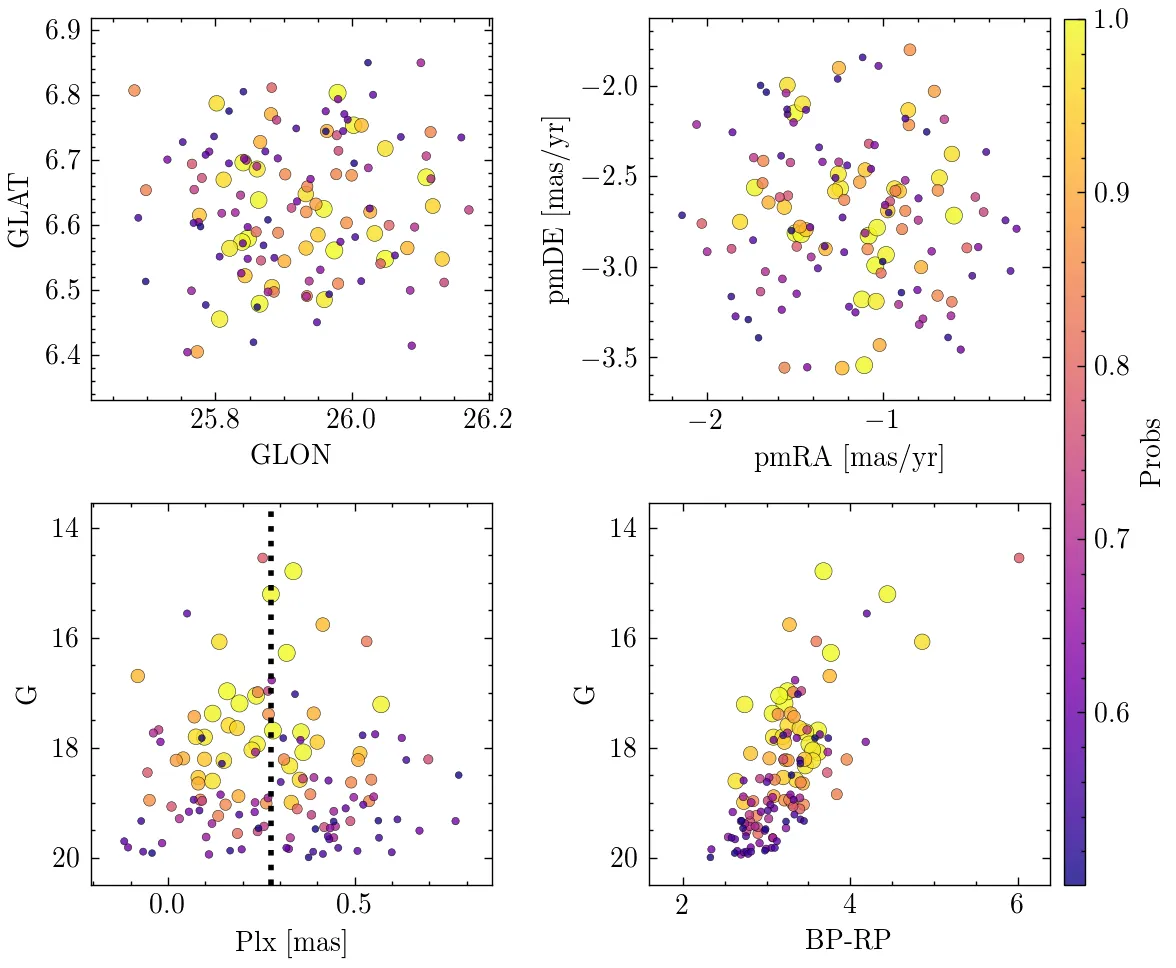 6.9
6.8
6.7
6.6
6.5
6.4
GLAT
25.8 26.0 26.2
GLON
−2.0
−2.5
−3.0
−3.5
pmDE [mas/yr]
−2 −1
pmRA [mas/yr]
1.0
0.9
0.8
0.7
0.6
Probs
14
16
18
20
G
0.0 0.5
Plx [mas]
14
16
18
20
G
2 4 6
BP-RP